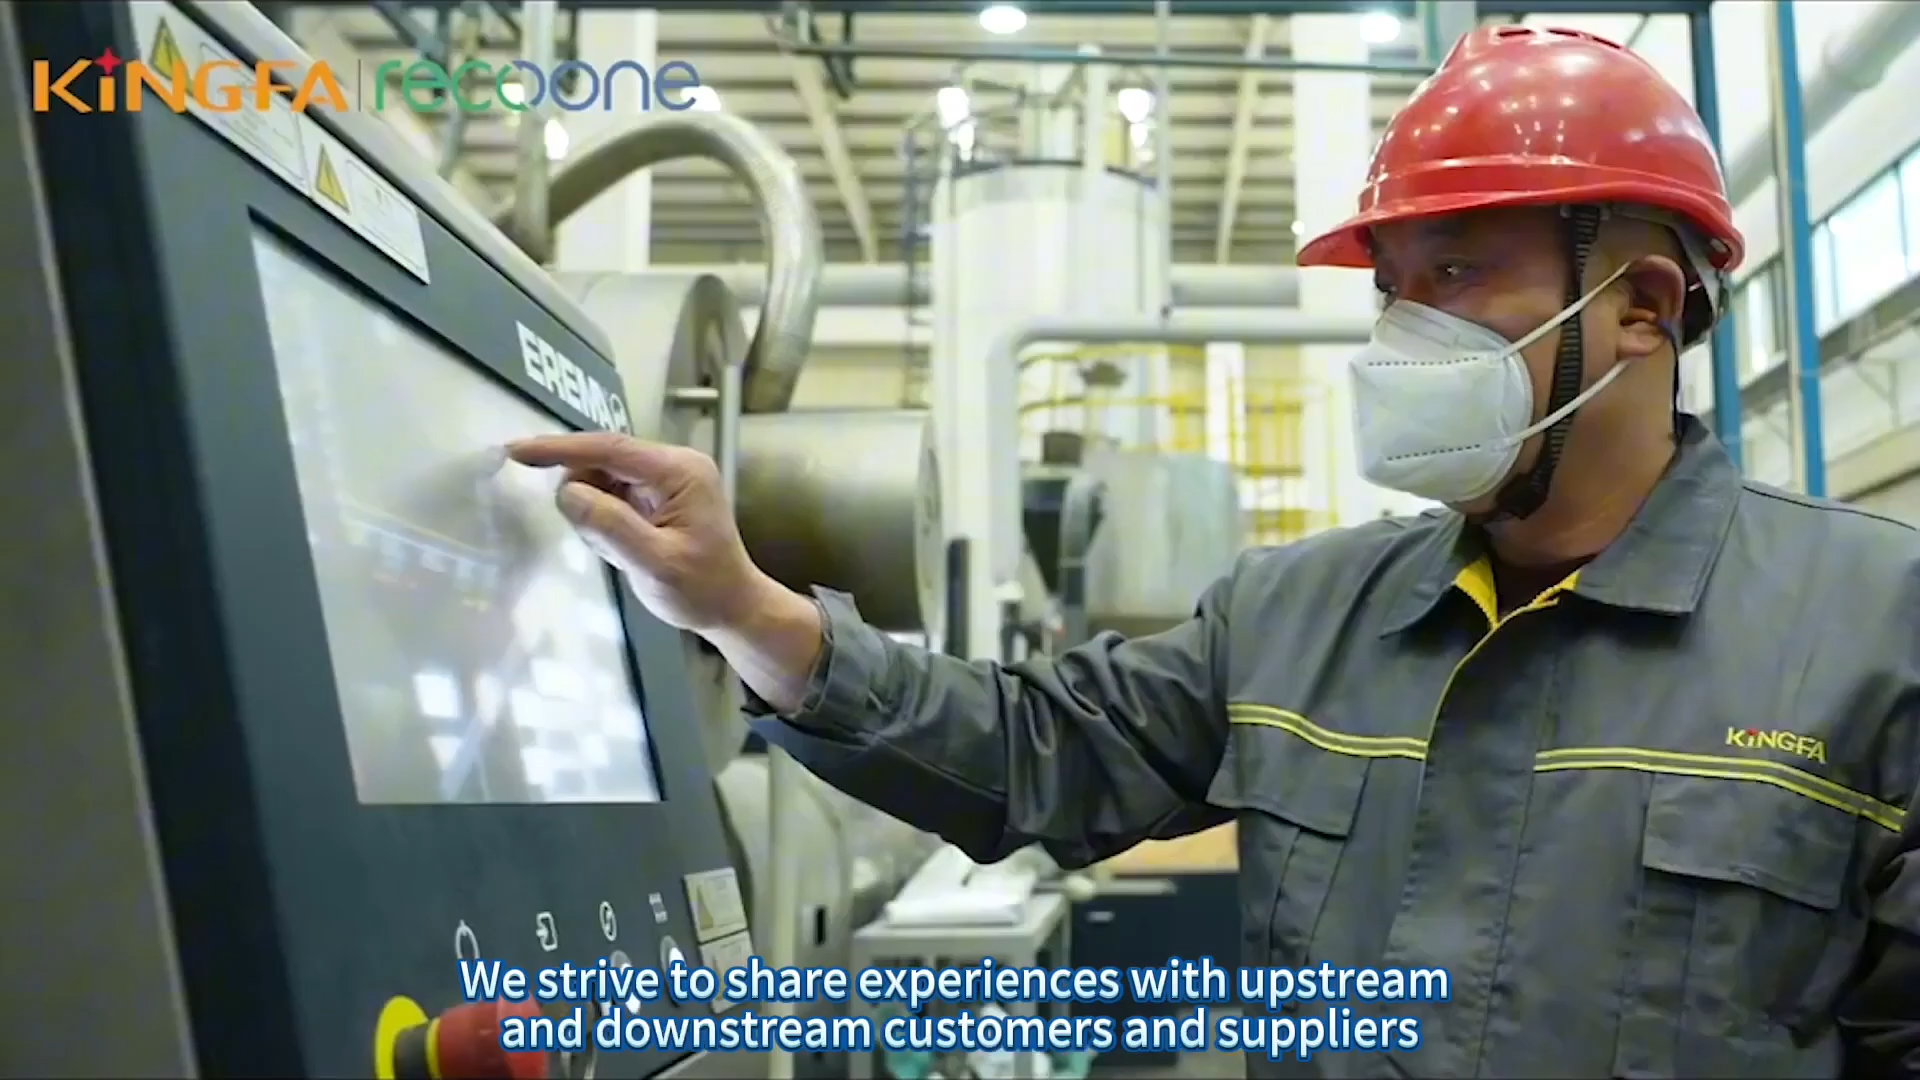 KINGFA | recoone
EREMA
KINGFA
We strive to share experiences with upstream
and downstream customers and suppliers